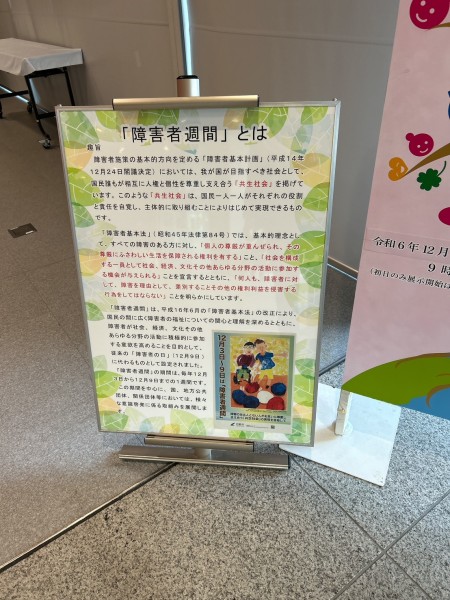 「障害者週間」とは
趣旨
障害者施策の基本的方向を定める「障害者基本計画」(平成14年
12月24日閣議決定)においては、我が国が目指すべき社会として、
国民誰もが相互に人権と個性を尊重し支え合う「共生社会」を掲げて
います。このような「共生社会」は、国民一人一人がそれぞれの役割
と責任を自覚し、主体的に取り組むことによりはじめて実現できるもの
です。
「障害者基本法」(昭和45年法律第84号)では、基本的理念とし
て、すべての障害のある方に対し、「個人の尊厳が重んぜられ、その
尊厳にふさわしい生活を保障される権利を有する」こと、「社会を構成
する一員として社会、経済、文化その他あらゆる分野の活動に参加す
る機会が与えられる」ことを宣言するとともに、「何人も、障害者に対
して、障害を理由として、差別することその他の権利利益を侵害する
行為をしてはならない」ことを明らかにしています。
「障害者週間」は、平成16年6月の「障害者基本法」の改正により、
国民の間に広く障害者の福祉についての関心と理解を深めるとともに、
障害者が社会、経済、文化その他
あらゆる分野の活動に積極的に参加
する意欲を高めることを目的として、
従来の「障害者の日」(12月9日)
に代わるものとして設定されました。
「障害者週間」の期間は、毎年12月
3日から12月9日までの1週間です。
この期間を中心に、国、地方公共
団体、関係団体等においては、様々
な意識啓発に係る取組みを展開しま
す。
12月3日〜9日は「障害者週間」
令和6年12月
9時
(初日のみ展示開始は